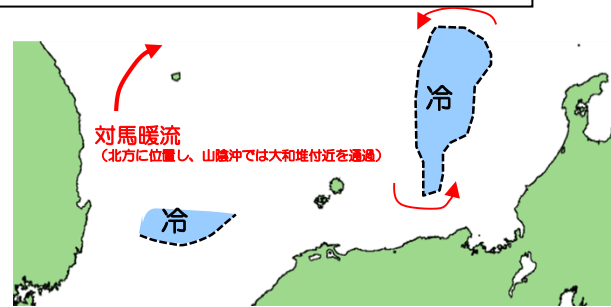 冷
対馬暖流
（北方に位置し、山陰沖では大和堆付近を通過）
冷